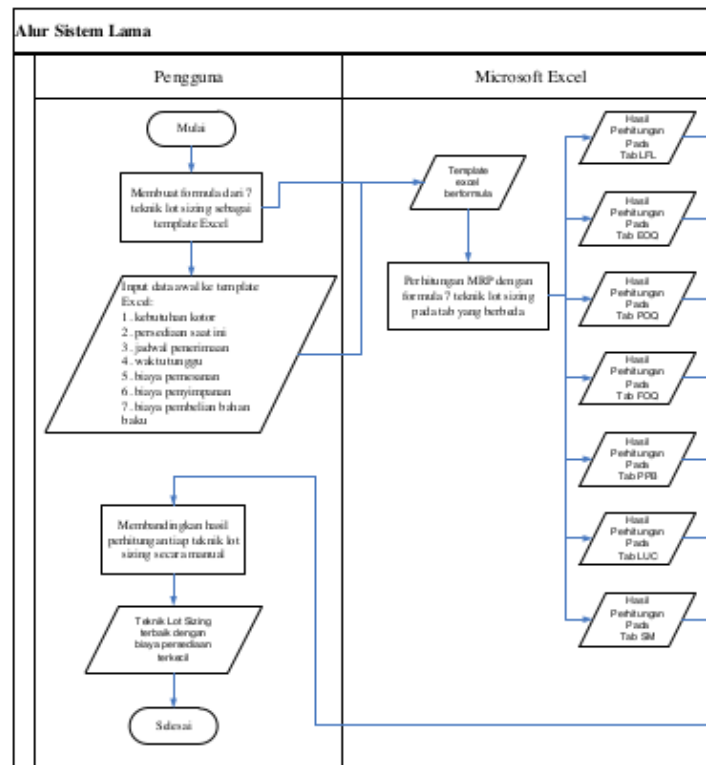 Alur Sistem Lama
Pengguna
Microsoft Excel
Mulai
Membuat formula dari 7
teknik lot sizing sebagai
template Excel
Input data awal ke template
Excel:
1. kebutuhan kotor
2. persediaan saat ini
3. jadwal penerimaan
4. waktu tunggu
5. biaya pemesanan
6. biaya penyimpanan
7. biaya pembelian bahan
baku
Membandingkan hasil
perhitungan tiap teknik lot
sizing secara manual
Teknik Lot Sizing
terbaik dengan
biaya persediaan
terkecil
Selesai
Template
excel
berformula
Perhitungan MRP dengan
formula 7 teknik lot sizing
pada tab yang berbeda
Hasil
Perhitungan
Pada
Tab LFL
Hasil
Perhitungan
Pada
Tab EOQ
Hasil
Perhitungan
Pada
Tab POQ
Hasil
Perhitungan
Pada
Tab FOQ
Hasil
Perhitungan
Pada
Tab PPB
Hasil
Perhitungan
Pada
Tab LUC
Hasil
Perhitungan
Pada
Tab SM